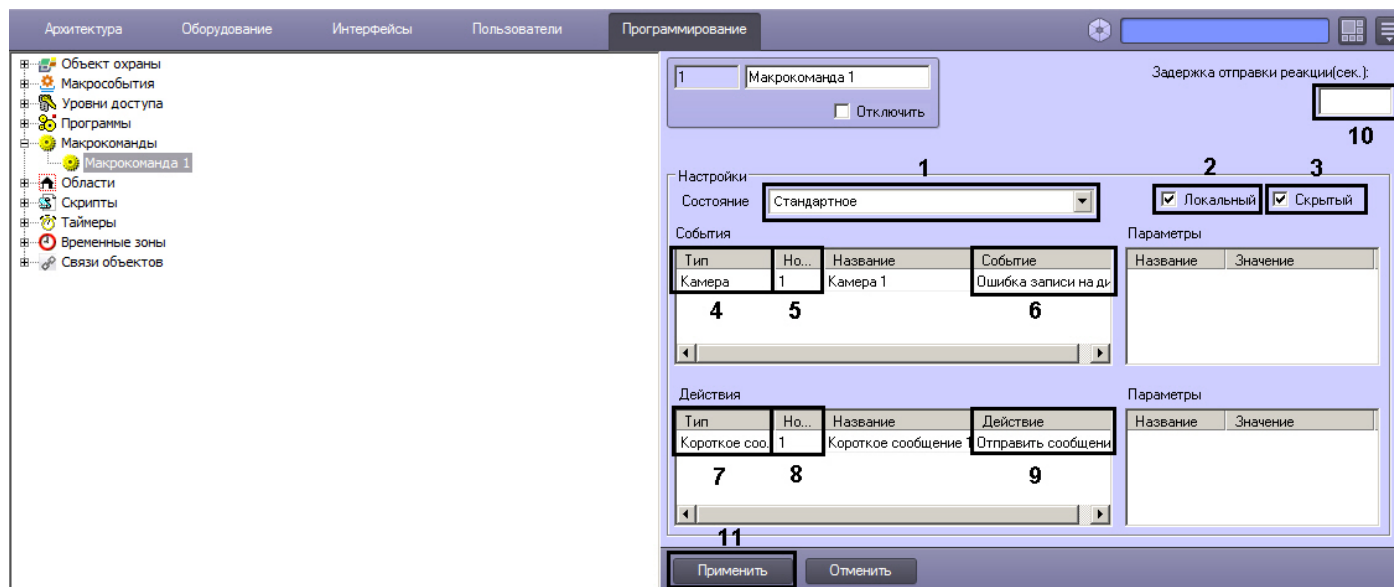 Архитектура Оборудование Интерфейсы Пользователи Программирование
Объект охраны
Макрособытия
Уровни доступа
Программы
Макрокоманды
Макрокоманда 1
Области
Скрипты
Таймеры
Временные зоны
Связи объектов
1 Макрокоманда 1
Отключить
Задержка отправки реакции(сек.):
10
Настройки
1 2 3
Состояние Стандартное Локальный Скрытый
События Параметры
Тип Но... Название Событие Название Значение
Камера 1 Камера 1 Ошибка записи на ди
4 5 6
Действия Параметры
Тип Но... Название Действие Название Значение
Короткое соо. 1 Короткое сообщение 1 Отправить сообщени
7 8 9
11
Применить Отменить